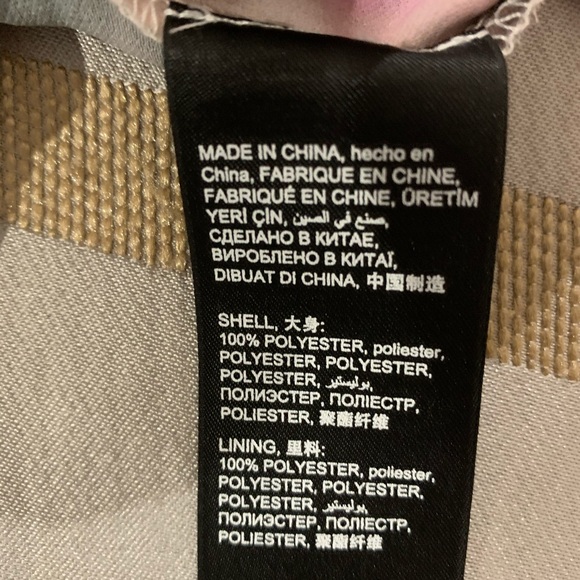 MADE IN CHINA, hecho en
China, FABRIQUE EN CHINE,
FABRIQUÉ EN CHINE, ÜRETİM
YERİ ÇİN, صنع في الصين,
СДЕЛАНО В КИТАЕ,
ВИРОБЛЕНО В КИТАЇ,
DIBUAT DI CHINA, 中国制造
SHELL, 大身:
100% POLYESTER, poliester,
POLYESTER, POLYESTER,
POLYESTER, بوليستير,
ПОЛИЭСТЕР, ПОЛІЕСТР,
POLIESTER, 聚酯纤维
LINING, 里料:
100% POLYESTER, poliester,
POLYESTER, POLYESTER,
POLYESTER, بوليستير,
ПОЛИЭСТЕР, ПОЛІЕСТР,
POLIESTER, 聚酯纤维